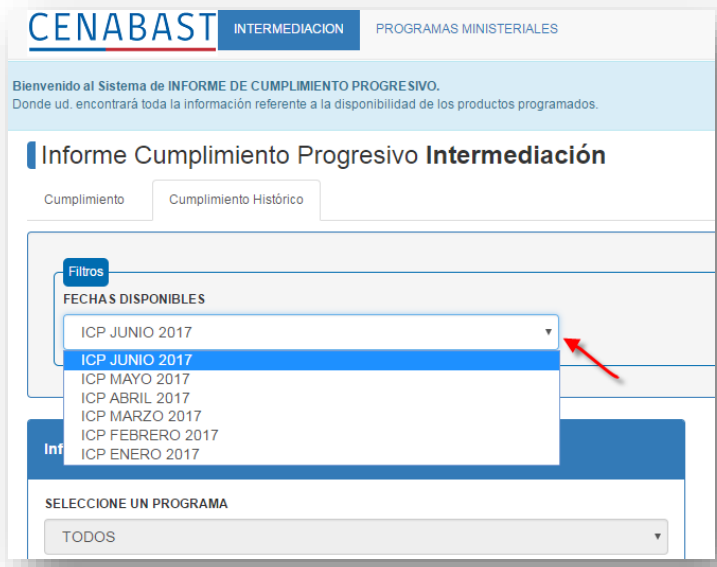 CENABAST INTERMEDIACION PROGRAMAS MINISTERIALES
Bienvenido al Sistema de INFORME DE CUMPLIMIENTO PROGRESIVO.
Donde ud. encontrará toda la información referente a la disponibilidad de los productos programados.
Informe Cumplimiento Progresivo Intermediación
Cumplimiento Cumplimiento Histórico
Filtros
FECHAS DISPONIBLES
ICP JUNIO 2017
ICP JUNIO 2017
ICP MAYO 2017
ICP ABRIL 2017
ICP MARZO 2017
ICP FEBRERO 2017
ICP ENERO 2017
SELECCIONE UN PROGRAMA
TODOS